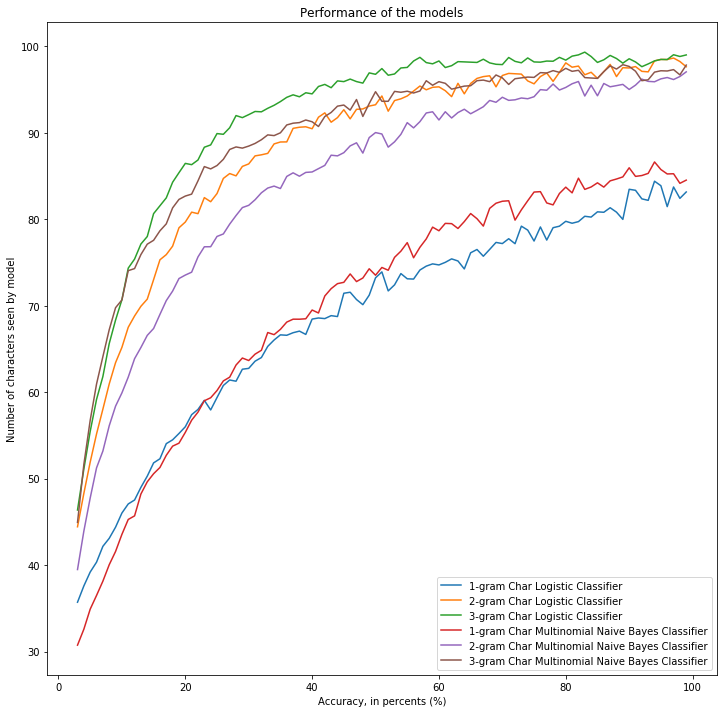 Performance of the models
Number of characters seen by model
100
90
80
70
60
50
40
30
0
20
40
60
80
100
Accuracy, in percents (%)
1-gram Char Logistic Classifier
2-gram Char Logistic Classifier
3-gram Char Logistic Classifier
1-gram Char Multinomial Naive Bayes Classifier
2-gram Char Multinomial Naive Bayes Classifier
3-gram Char Multinomial Naive Bayes Classifier